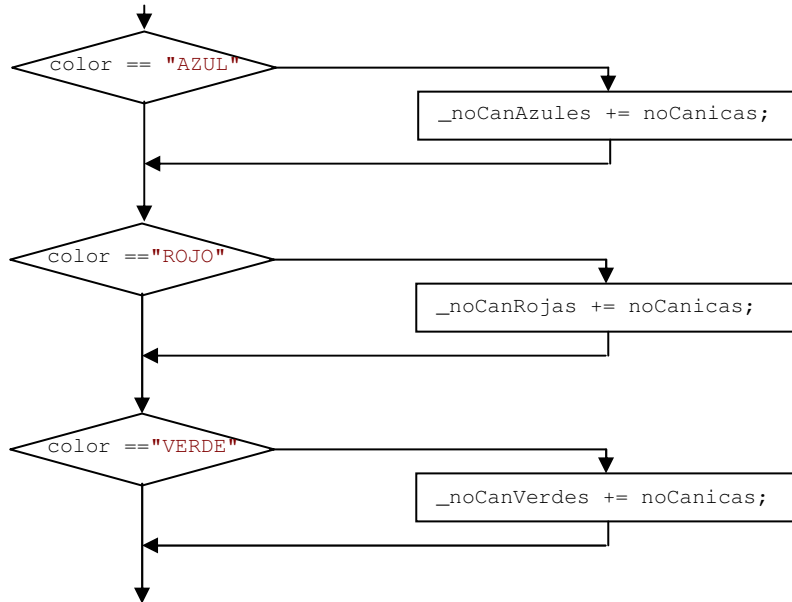 color == "AZUL"
_noCanAzules += noCanicas;
color =="ROJO"
_noCanRojas += noCanicas;
color =="VERDE"
_noCanVerdes += noCanicas;